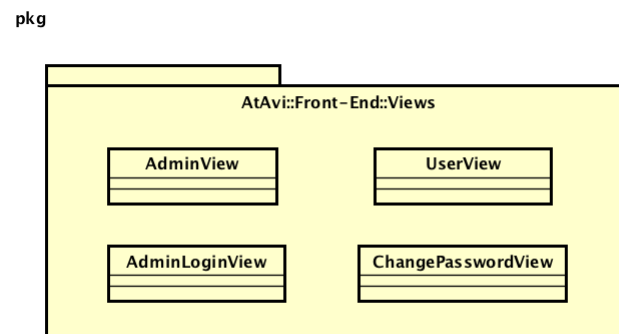 pkg
AtAvi::Front-End::Views
AdminView
UserView
AdminLoginView
ChangePasswordView